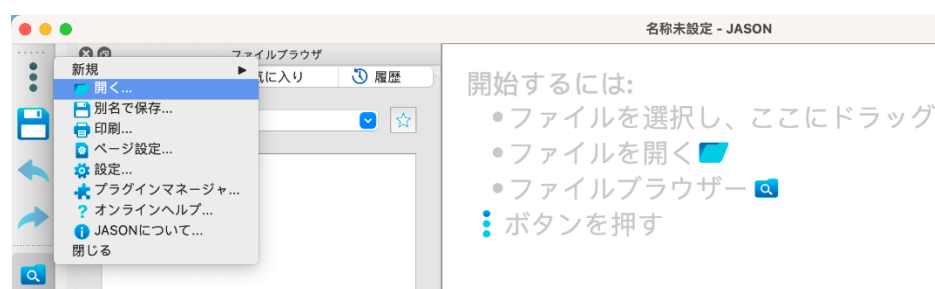 名称未設定 - JASON
ファイルブラウザ
気に入り
履歴
新規
開く...
別名で保存...
印刷...
ページ設定...
設定...
プラグインマネージャ...
オンラインヘルプ...
JASONについて...
閉じる
開始するには:
•ファイルを選択し、ここにドラッグ
•ファイルを開く
•ファイルブラウザー
ボタンを押す